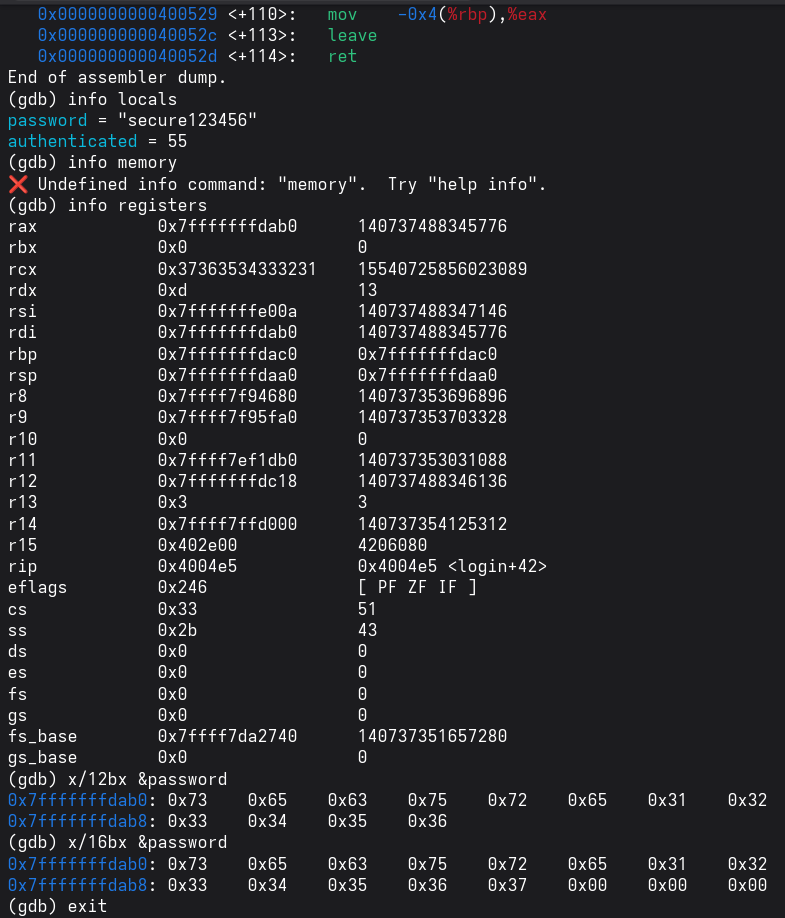 0x0000000000400529 <+110>: mov -0x4(%rbp),%eax
0x000000000040052c <+113>: leave
0x000000000040052d <+114>: ret
End of assembler dump.
(gdb) info locals
password = "secure123456"
authenticated = 55
(gdb) info memory
❌ Undefined info command: "memory". Try "help info".
(gdb) info registers
rax 0x7fffffffdab0 140737488345776
rbx 0x0 0
rcx 0x37363534333231 15540725856023089
rdx 0xd 13
rsi 0x7fffffffe00a 140737488347146
rdi 0x7fffffffdab0 140737488345776
rbp 0x7fffffffdac0 0x7fffffffdac0
rsp 0x7fffffffdaa0 0x7fffffffdaa0
r8 0x7ffff7f94680 140737353696896
r9 0x7ffff7f95fa0 140737353703328
r10 0x0 0
r11 0x7ffff7ef1db0 140737353031088
r12 0x7fffffffdc18 140737488346136
r13 0x3 3
r14 0x7ffff7ffd000 140737354125312
r15 0x402e00 4206080
rip 0x4004e5 0x4004e5 <login+42>
eflags 0x246 [ PF ZF IF ]
cs 0x33 51
ss 0x2b 43
ds 0x0 0
es 0x0 0
fs 0x0 0
gs 0x0 0
fs_base 0x7ffff7da2740 140737351657280
gs_base 0x0 0
(gdb) x/12bx &password
0x7fffffffdab0: 0x73 0x65 0x63 0x75 0x72 0x65 0x31 0x32
0x7fffffffdab8: 0x33 0x34 0x35 0x36
(gdb) x/16bx &password
0x7fffffffdab0: 0x73 0x65 0x63 0x75 0x72 0x65 0x31 0x32
0x7fffffffdab8: 0x33 0x34 0x35 0x36 0x37 0x00 0x00 0x00
(gdb) exit